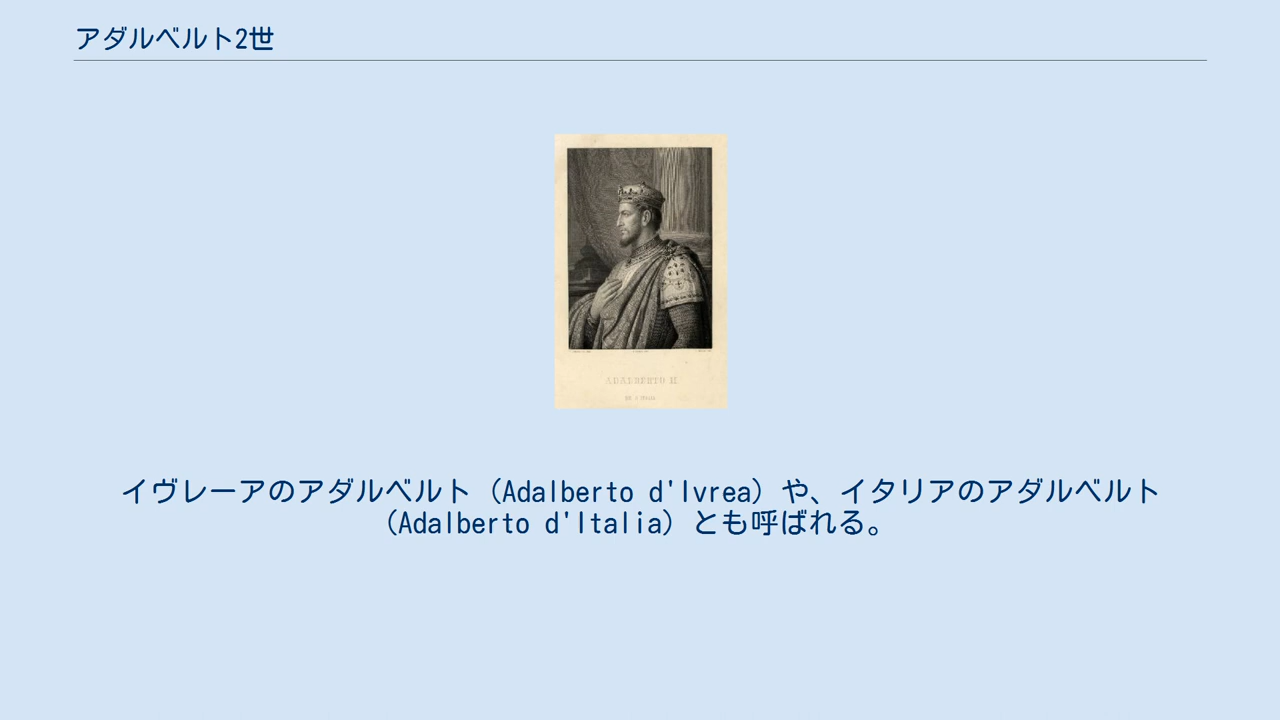 アダルベルト2世
ADALBERTO II
RE D'ITALIA
イヴレーアのアダルベルト（Adalberto d'Ivrea）や、イタリアのアダルベルト
（Adalberto d'Italia）とも呼ばれる。